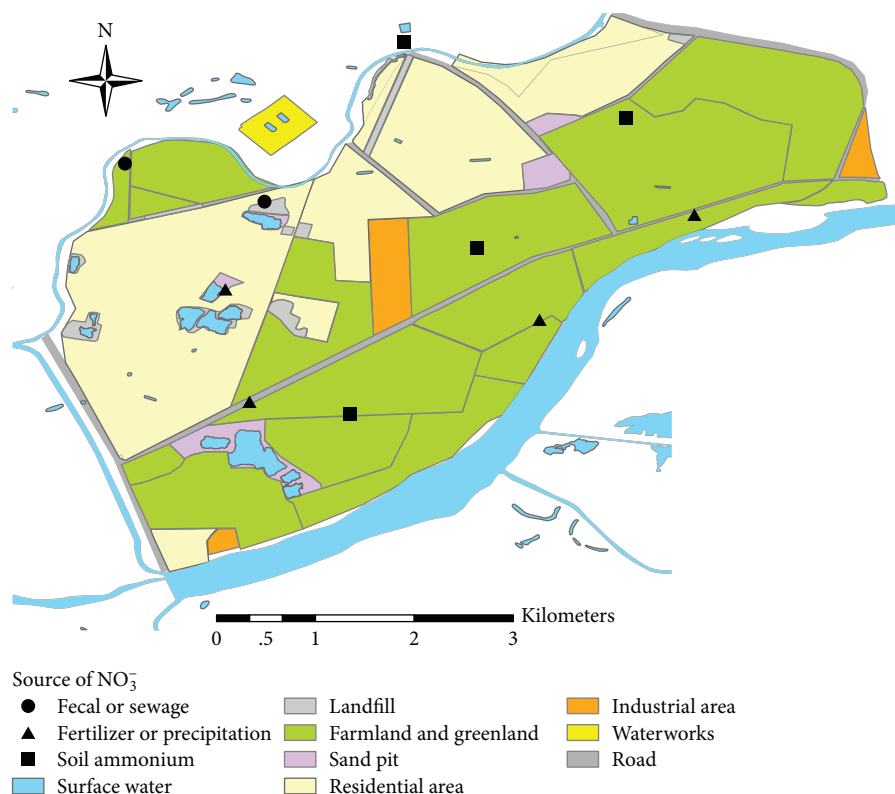 N
Kilometers
0 .5 1 2 3
Source of NO₃⁻
Fecal or sewage
Fertilizer or precipitation
Soil ammonium
Surface water
Landfill
Farmland and greenland
Sand pit
Residential area
Industrial area
Waterworks
Road